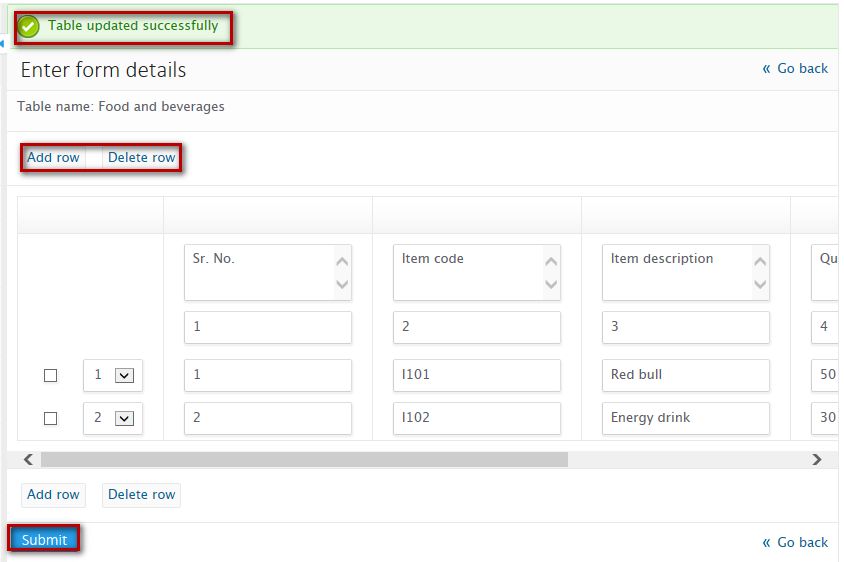 Table updated successfully
Enter form details
« Go back
Table name: Food and beverages
Add row Delete row
Sr. No. Item code Item description Qu
1 2 3 4
1 1 I101 Red bull 50
2 2 I102 Energy drink 30
Add row Delete row
Submit
« Go back